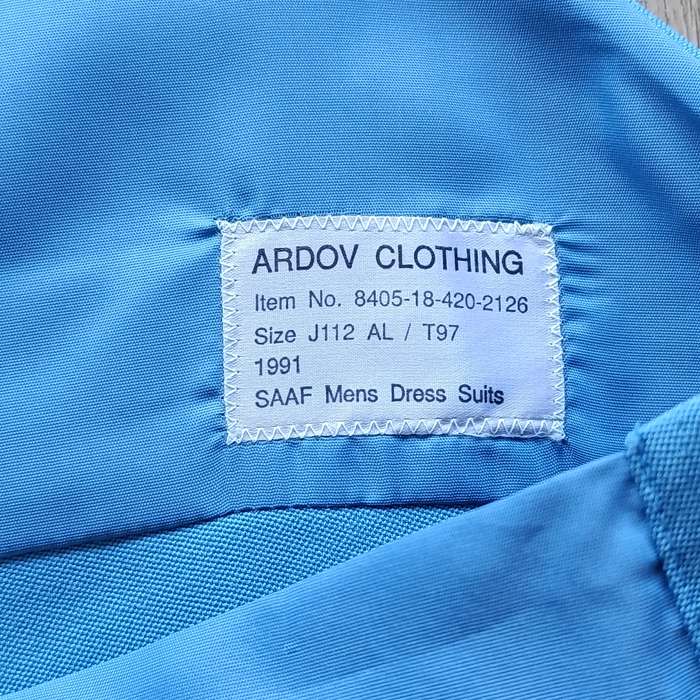 ARDOV CLOTHING
Item No. 8405-18-420-2126
Size J112 AL / T97
1991
SAAF Mens Dress Suits